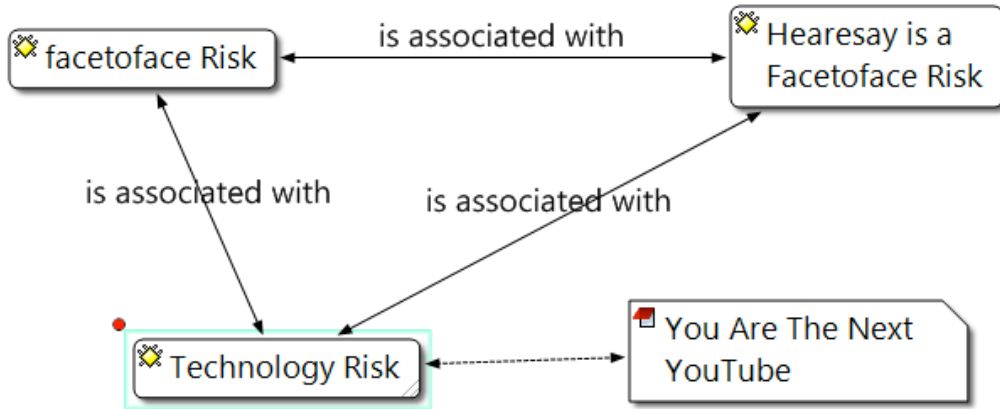 is associated with
facetoface Risk
Hearesay is a
Facetoface Risk
is associated with
is associated with
Technology Risk
You Are The Next
YouTube